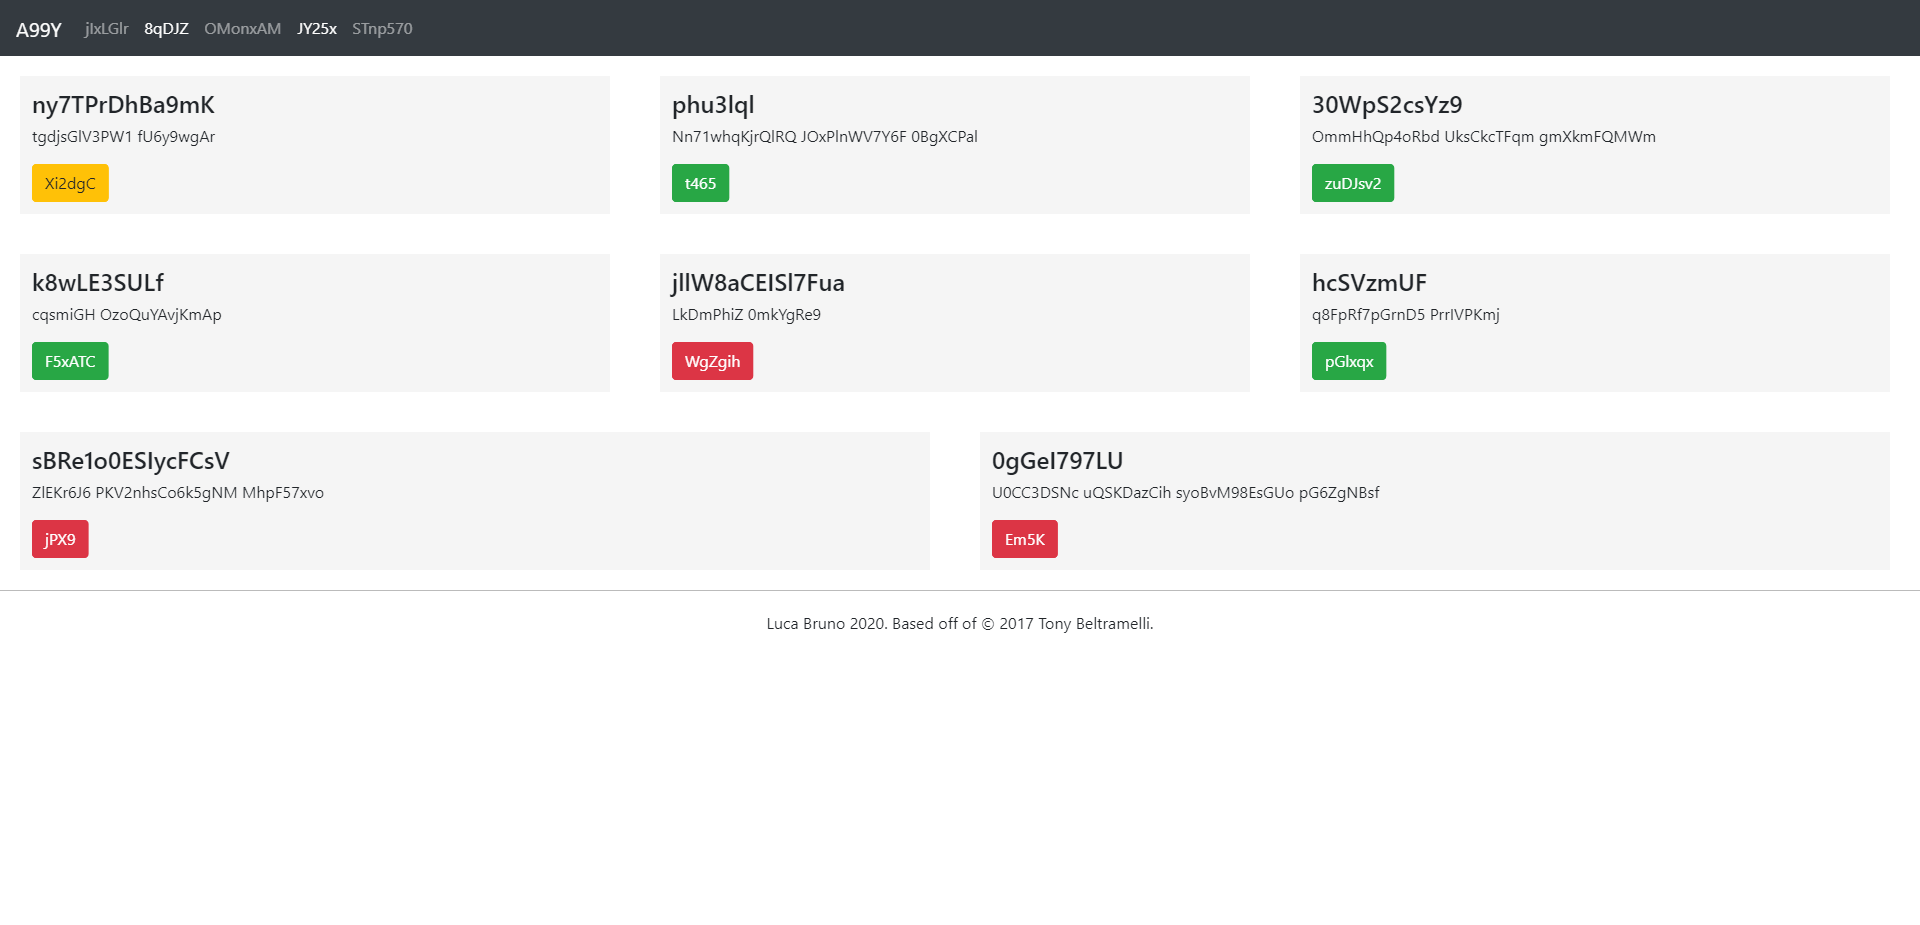 A99Y jIxLGlr 8qDJZ OMonxAM JY25x STnp570
ny7TPrDhBa9mK
tgdjsGlV3PW1 fU6y9wgAr
Xi2dgC
phu3lql
Nn71whqKjrQlRQ JOxPlnWV7Y6F 0BgXCPal
t465
30WpS2csYz9
OmmHhQp4oRbd UksCkcTFqm gmXkmFQMWm
zuDJsv2
k8wLE3SULf
cqsmiGH OzoQuYAvjKmAp
F5xATC
jllW8aCEISl7Fua
LkDmPhiZ 0mkYgRe9
WgZgih
hcSVzmUF
q8FpRf7pGrnD5 PrrIVPKmj
pGlxqx
sBRe1o0ESIycFCsV
ZlEKr6J6 PKV2nhsCo6k5gNM MhpF57xvo
jPX9
0gGeI797LU
U0CC3DSNc uQSKDazCih syoBvM98EsGUo pG6ZgNBsf
Em5K
Luca Bruno 2020. Based off of © 2017 Tony Beltramelli.